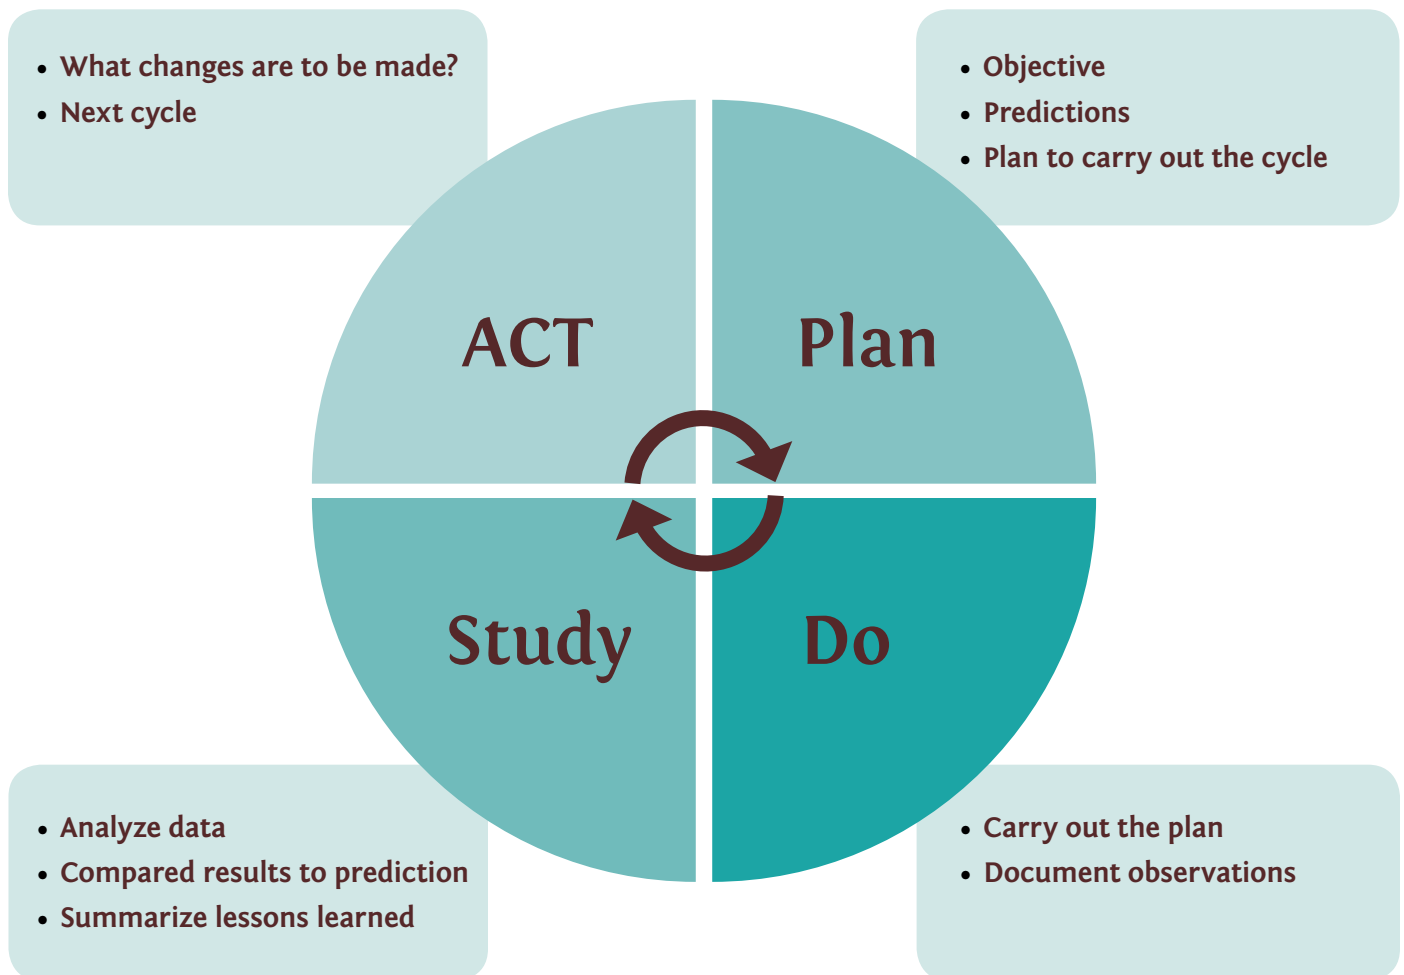 What changes are to be made?
Next cycle
Objective
Predictions
Plan to carry out the cycle
ACT
Plan
Study
Do
Analyze data
Compared results to prediction
Summarize lessons learned
Carry out the plan
Document observations